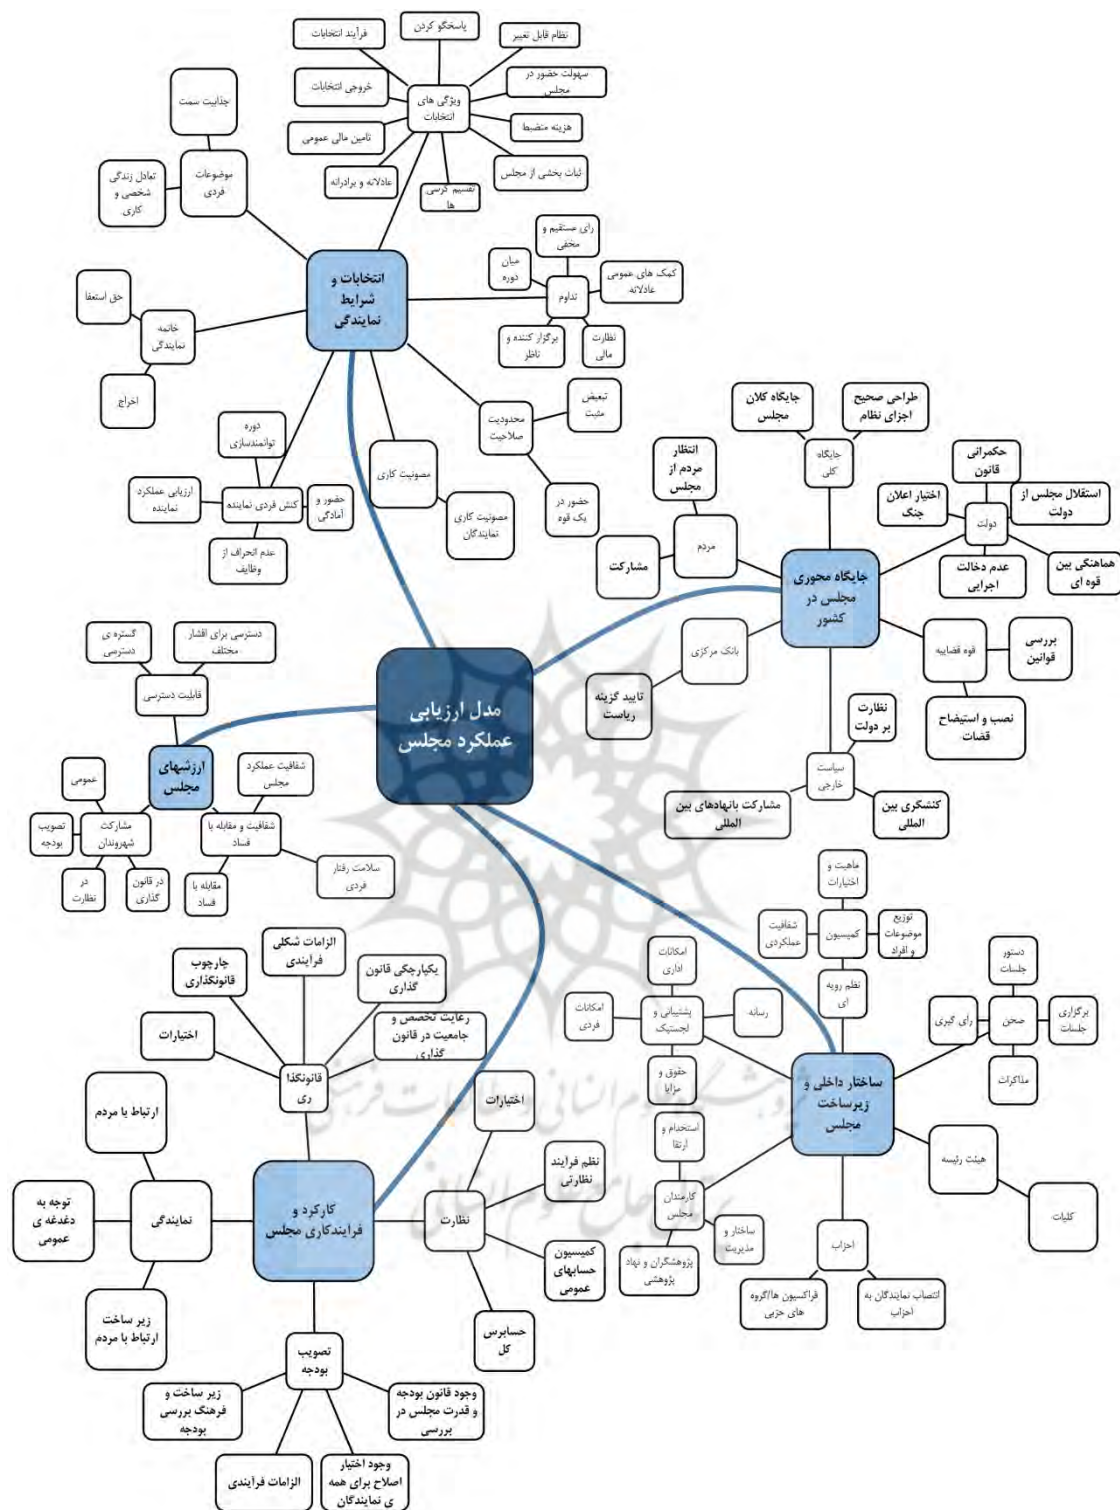 پاسخگو کردن
فرآیند انتخابات
نظام قابل تغییر
خروجی انتخابات
ویژگی های
انتخابات
سهولت حضور در
مجلس
تامین مالی عمومی
هزینه منضبط
عادلانه و برادرانه
تقسیم کرسی
ها
ثبات بخشی از مجلس
جذابیت سمت
موضوعات
فردی
تعادل زندگی
شخصی و
کاری
انتخابات و
شرایط
نمایندگی
رای مستقیم و
مخفی
میان
دوره
کمک های عمومی
عادلانه
تداوم
برگزار کننده و
ناظر
نظارت
مالی
حق استعفا
خاتمه
نمایندگی
اخراج
دوره
توانمندسازی
ارزیابی عملکرد
نماینده
کنش فردی نماینده
حضور و
آمادگی
عدم انحراف از
وظایف
مصونیت کاری
مصونیت کاری
نمایندگان
محدودیت
صلاحیت
تبعیض
مثبت
حضور در
یک قوه
جایگاه کلان
مجلس
طراحی صحیح
اجزای نظام
جایگاه
کلی
انتظار
مردم از
مجلس
مردم
مشارکت
حکمرانی
قانون
اختیار اعلان
جنگ
استقلال مجلس از
دولت
دولت
عدم دخالت
اجرایی
هماهنگی بین
قوه ای
جایگاه محوری
مجلس در
کشور
بانک مرکزی
تایید گزینه
ریاست
قوه قضاییه
بررسی
قوانین
نصب و استیضاح
قضات
نظارت
بر دولت
سیاست
خارجی
مشارکت بانهادهای بین
المللی
کنشگری بین
المللی
مدل ارزیابی
عملکرد مجلس
گستره ی
دسترسی
دسترسی برای اقشار
مختلف
قابلیت دسترسی
ارزشهای
مجلس
شفافیت عملکرد
مجلس
عمومی
مشارکت
شهروندان
تصویب
بودجه
در
نظارت
در قانون
گذاری
شفافیت و مقابله با
فساد
مقابله با
فساد
سلامت رفتار
فردی
ماهیت و
اختیارات
شفافیت
عملکردی
کمیسیون
توزیع
موضوعات
و افراد
نظم رویه
ای
امکانات
اداری
امکانات
فردی
پشتیبانی و
لجستیک
رسانه
حقوق و
مزایا
دستور
جلسات
رأی گیری
صحن
برگزاری
جلسات
مذاکرات
ساختار داخلی و
زیرساخت
مجلس
استخدام و
ارتقا
کارمندان
مجلس
ساختار و
مدیریت
پژوهشگران و نهاد
پژوهشی
هیئت رئیسه
کلیات
احزاب
فراکسیون ها/گروه
های حزبی
انتصاب نمایندگان به
احزاب
الزامات شکلی
فرآیندی
چارچوب
قانونگذاری
یکپارچگی قانون
گذاری
اختیارات
رعایت تخصص و
جامعیت در قانون
گذاری
قانونگذا
ری
ارتباط با مردم
توجه به
دغدغه ی
عمومی
نمایندگی
زیر ساخت
ارتباط با مردم
کارکرد و
فرایندکاری مجلس
اختیارات
نظم فرآیند
نظارتی
نظارت
کمیسیون
حسابهای
عمومی
حسابرس
کل
تصویب
بودجه
زیر ساخت و
فرهنگ بررسی
بودجه
وجود قانون بودجه
و قدرت مجلس در
بررسی
الزامات فرآیندی
وجود اختیار
اصلاح برای همه
ی نمایندگان
پژوهشگاه علوم انسانی و مطالعات فرهنگی
پرتال جامع علوم انسانی